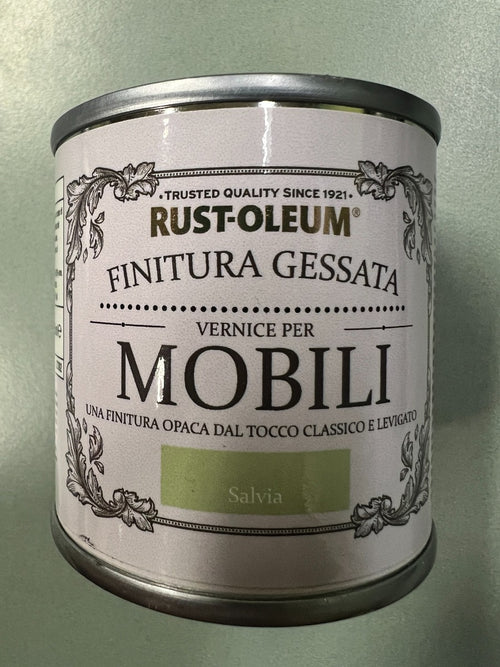 • TRUSTED QUALITY SINCE 1921 •
RUST-OLEUM®
FINITURA GESSATA
VERNICE PER
MOBILI
UNA FINITURA OPACA DAL TOCCO CLASSICO E LEVIGATO
Salvia